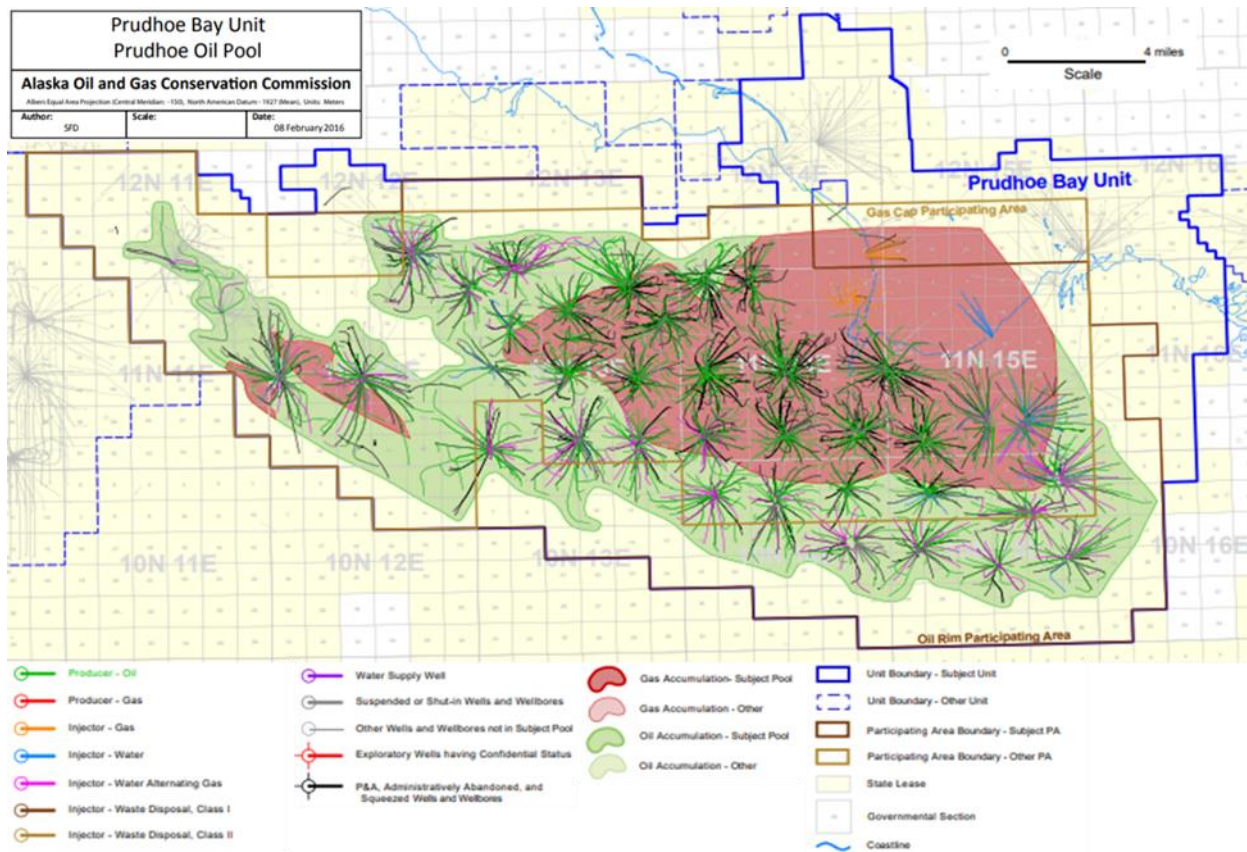 Prudhoe Bay Unit
Prudhoe Oil Pool
Alaska Oil and Gas Conservation Commission
Albers Equal Area Projection (Central Meridian: -150), North American Datum - 1927 (Mean), Units: Meters
Author:
SFD
Scale:
Date:
08 February 2016
0
4 miles
Scale
12N 11E
12N 12E
12N 13E
12N 14E
12N 15E
12N 16E
Prudhoe Bay Unit
Gas Cap Participating Area
11N 11E
11N 15E
10N 11E
10N 12E
10N 13E
10N 16E
Oil Rim Participating Area
Producer - Oil
Producer - Gas
Injector - Gas
Injector - Water
Injector - Water Alternating Gas
Injector - Waste Disposal, Class I
Injector - Waste Disposal, Class II
Water Supply Well
Suspended or Shut-in Wells and Wellbores
Other Wells and Wellbores not in Subject Pool
Exploratory Wells having Confidential Status
P&A, Administratively Abandoned, and
Squeezed Wells and Wellbores
Gas Accumulation- Subject Pool
Gas Accumulation - Other
Oil Accumulation - Subject Pool
Oil Accumulation - Other
Unit Boundary - Subject Unit
Unit Boundary - Other Unit
Participating Area Boundary - Subject PA
Participating Area Boundary - Other PA
State Lease
Governmental Section
Coastline